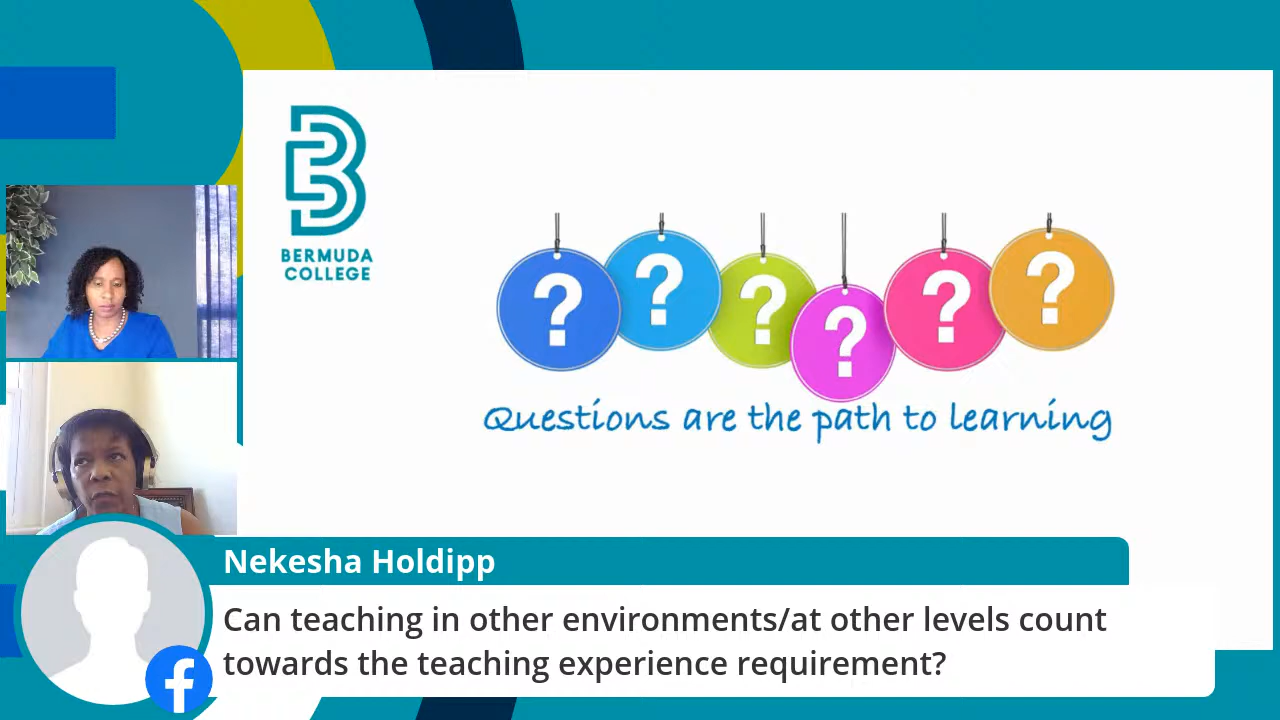 BERMUDA
COLLEGE
? ? ? ? ? ?
Questions are the path to learning
Nekesha Holdipp
Can teaching in other environments/at other levels count
towards the teaching experience requirement?